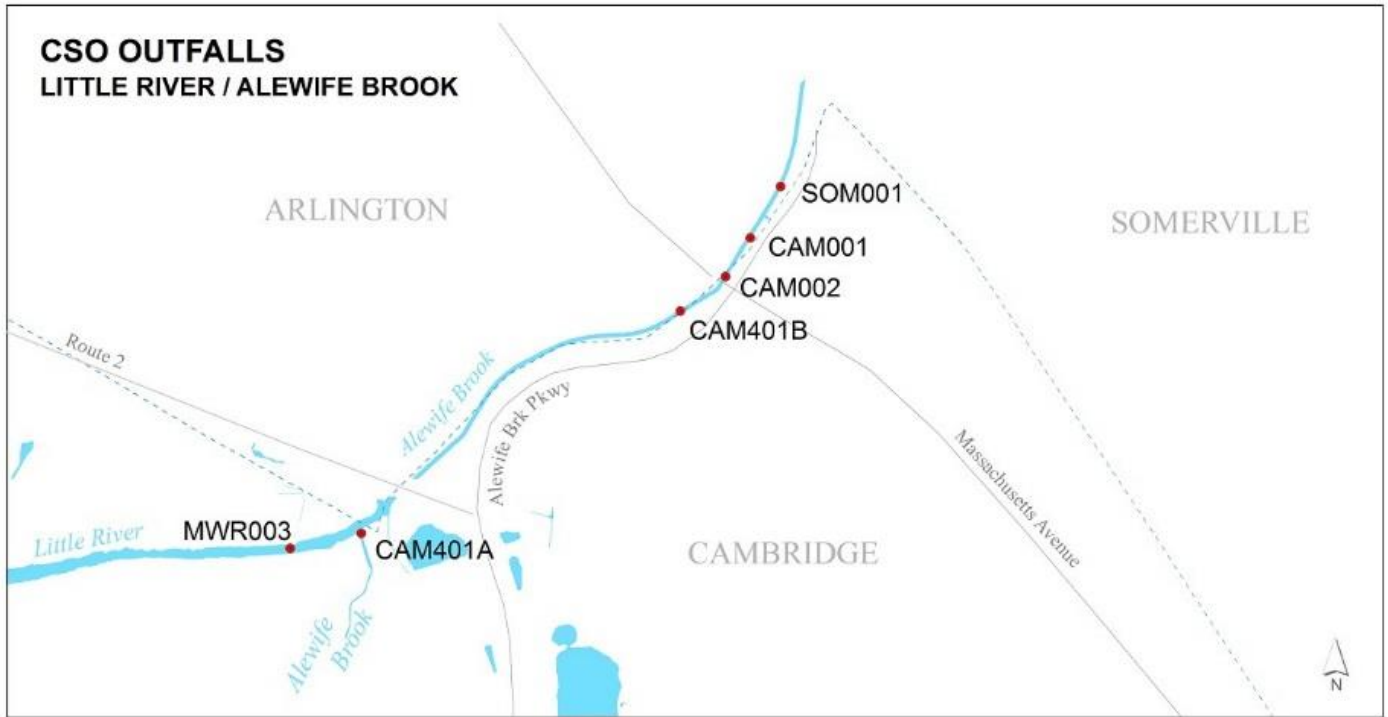 CSO OUTFALLS
LITTLE RIVER / ALEWIFE BROOK
ARLINGTON
SOMERVILLE
SOM001
CAM001
CAM002
CAM401B
Route 2
Alewife Brook
Alewife Brk Pkwy
Massachusetts Avenue
Little River
MWR003
CAM401A
CAMBRIDGE
Alewife
Brook
N